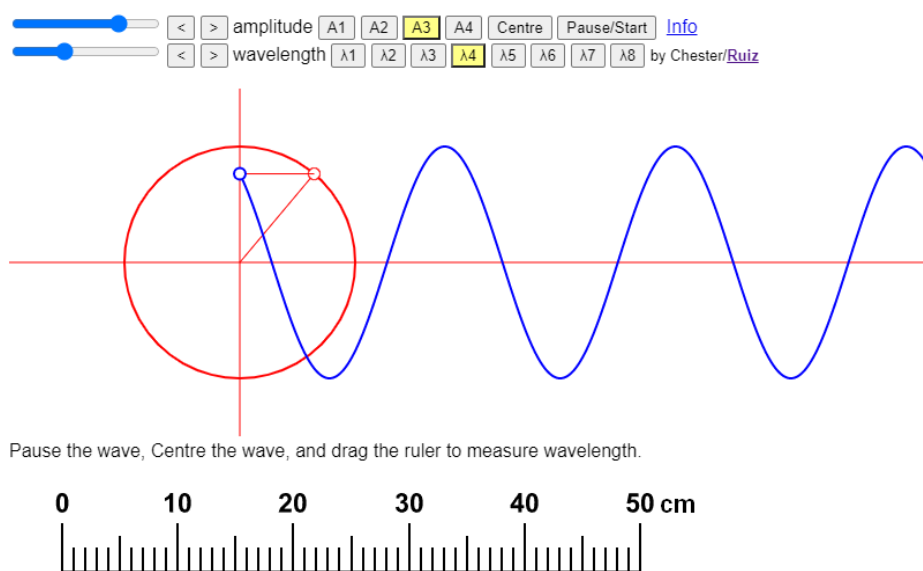 < > amplitude A1 A2 A3 A4 Centre Pause/Start Info
< > wavelength λ1 λ2 λ3 λ4 λ5 λ6 λ7 λ8 by Chester/Ruiz
Pause the wave, Centre the wave, and drag the ruler to measure wavelength.
0 10 20 30 40 50 cm